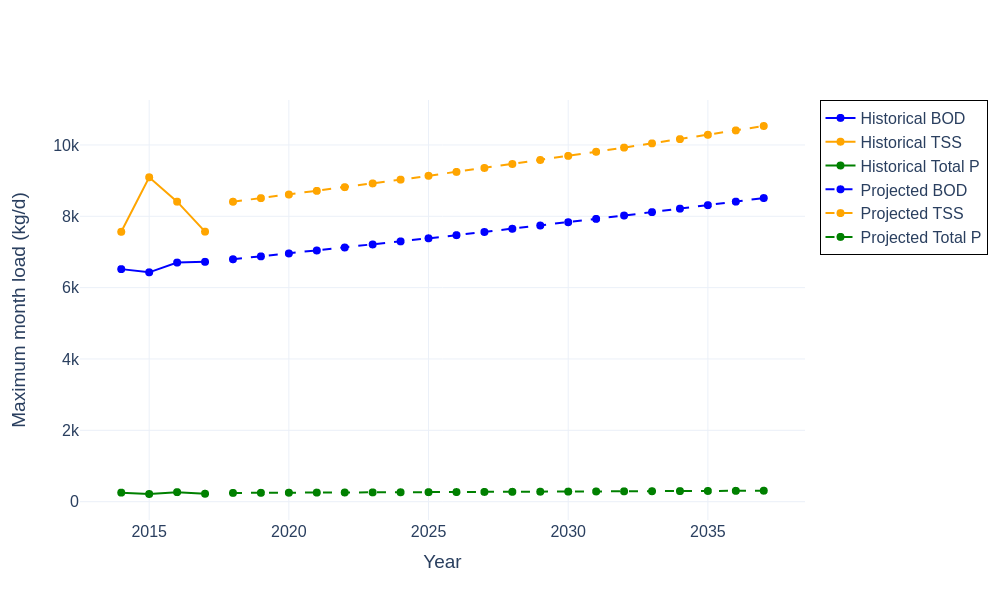 Historical BOD
Historical TSS
Historical Total P
Projected BOD
Projected TSS
Projected Total P
Maximum month load (kg/d)
10k
8k
6k
4k
2k
0
2015 2020 2025 2030 2035
Year